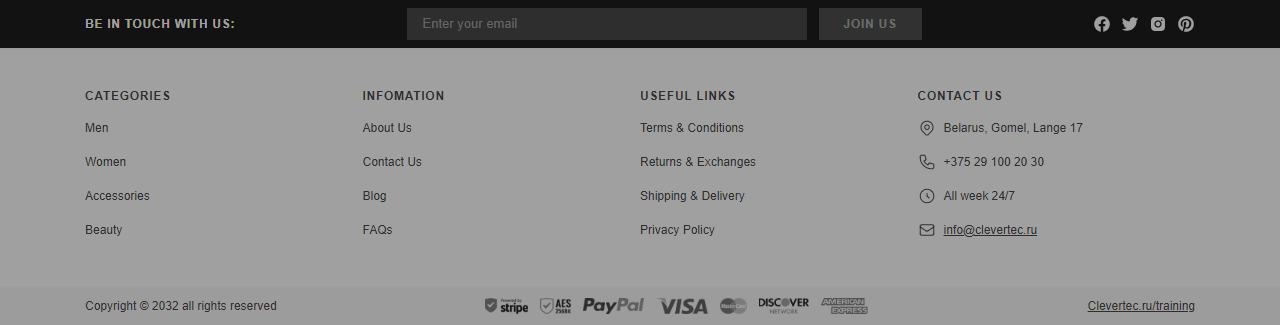 BE IN TOUCH WITH US:
Enter your email
JOIN US
CATEGORIES
Men
Women
Accessories
Beauty
INFOMATION
About Us
Contact Us
Blog
FAQs
USEFUL LINKS
Terms & Conditions
Returns & Exchanges
Shipping & Delivery
Privacy Policy
CONTACT US
Belarus, Gomel, Lange 17
+375 29 100 20 30
All week 24/7
info@clevertec.ru
Copyright © 2032 all rights reserved
Powered by
stripe
AES
256Bit
PayPal
VISA
MasterCard
DISCOVER
NETWORK
AMERICAN
EXPRESS
Clevertec.ru/training